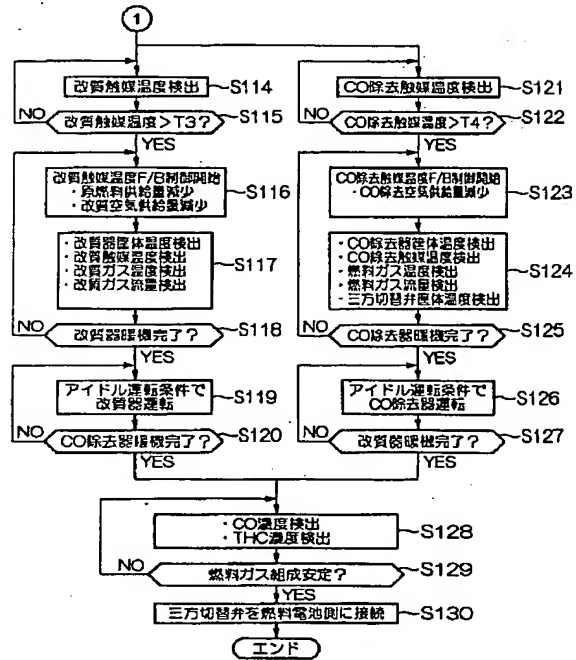 1
改質触媒温度検出
S114
改質触媒温度>T3?
S115
NO
YES
改質触媒温度F/B制御開始
・原燃料供給量減少
・改質空気供給量減少
S116
・改質器筐体温度検出
・改質触媒温度検出
・改質ガス温度検出
・改質ガス流量検出
S117
NO
改質器暖機完了?
S118
YES
アイドル運転条件で
改質器運転
S119
NO
CO除去器暖機完了?
S120
YES
CO除去触媒温度検出
S121
NO
CO除去触媒温度>T4?
S122
YES
CO除去触媒温度F/B制御開始
・CO除去空気供給量減少
S123
・CO除去器筐体温度検出
・CO除去触媒温度検出
・燃料ガス温度検出
・燃料ガス流量検出
・三方切替弁筐体温度検出
S124
NO
CO除去器暖機完了?
S125
YES
アイドル運転条件で
CO除去器運転
S126
NO
改質器暖機完了?
S127
YES
・CO濃度検出
・THC濃度検出
S128
NO
燃料ガス組成安定?
S129
YES
三方切替弁を燃料電池側に接続
S130
エンド